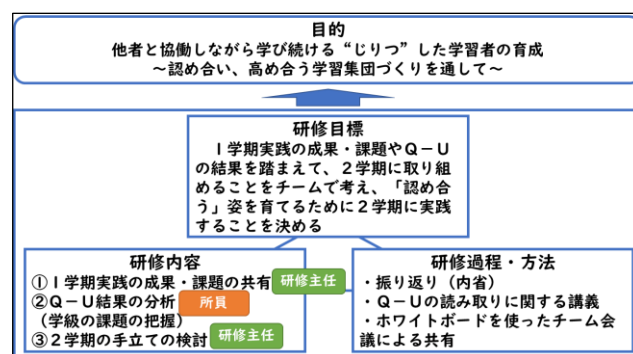 目的
他者と協働しながら学び続ける“じりつ”した学習者の育成
～認め合い、高め合う学習集団づくりを通して～
研修目標
１学期実践の成果・課題やＱ－Ｕ
の結果を踏まえて、２学期に取り組
めることをチームで考え、「認め合
う」姿を育てるために２学期に実践
することを決める
研修内容
①１学期実践の成果・課題の共有 研修主任
②Ｑ－Ｕ結果の分析 所員
（学級の課題の把握）
③２学期の手立ての検討 研修主任
研修過程・方法
・振り返り（内省）
・Ｑ－Ｕの読み取りに関する講義
・ホワイトボードを使ったチーム会
議による共有